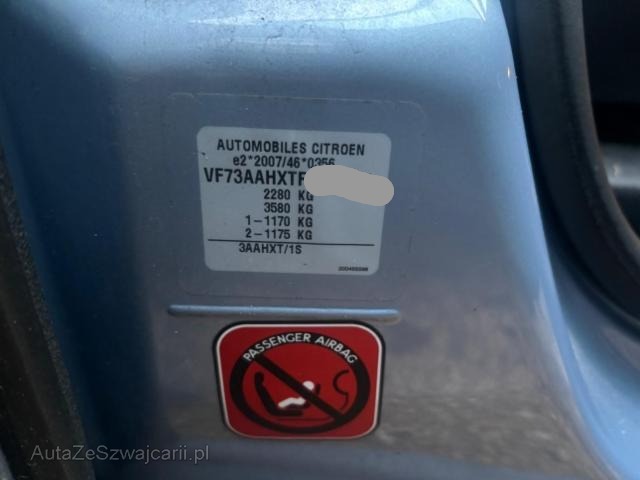 AUTOMOBILES CITROEN
e2*2007/46*0356
VF73AAHXT
2280 KG
3580 KG
1-1170 KG
2-1175 KG
3AAHXT/1S
PASSENGER AIRBAG
AutaZeSzwajcarii.pl